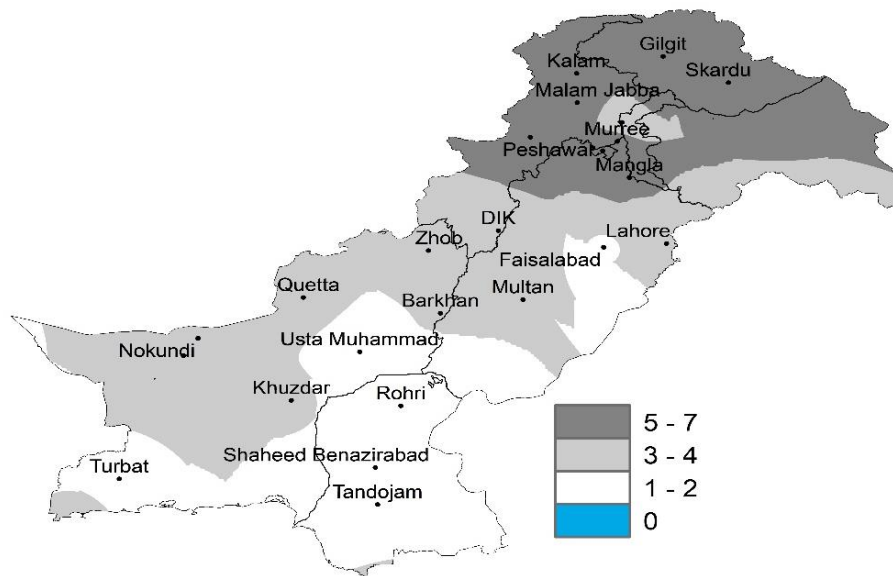 Gilgit
Kalam
Skardu
Malam Jabba
Murree
Peshawar
Mangla
DIK
Zhob
Lahore
Faisalabad
Quetta
Multan
Barkhan
Usta Muhammad
Nokundi
Khuzdar
Rohri
Shaheed Benazirabad
Turbat
Tandojam
5 - 7
3 - 4
1 - 2
0